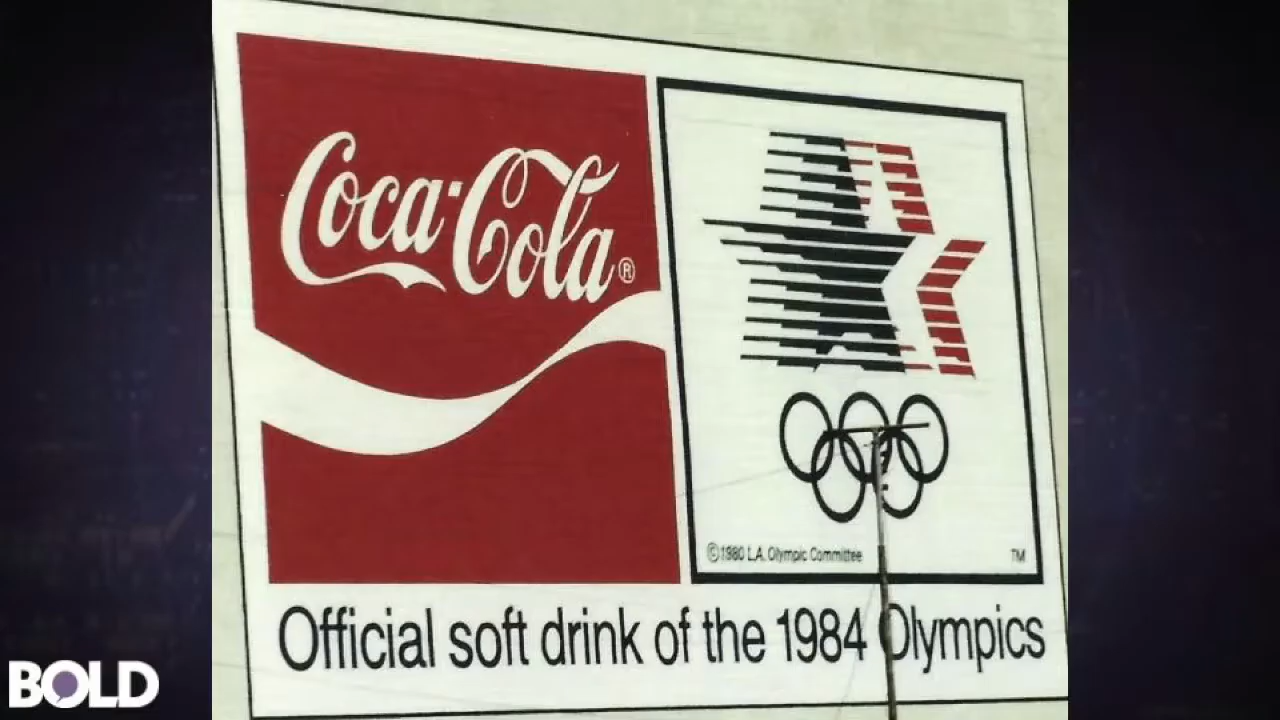 Coca-Cola®
©1980 L.A. Olympic Committee
TM
Official soft drink of the 1984 Olympics
BOLD